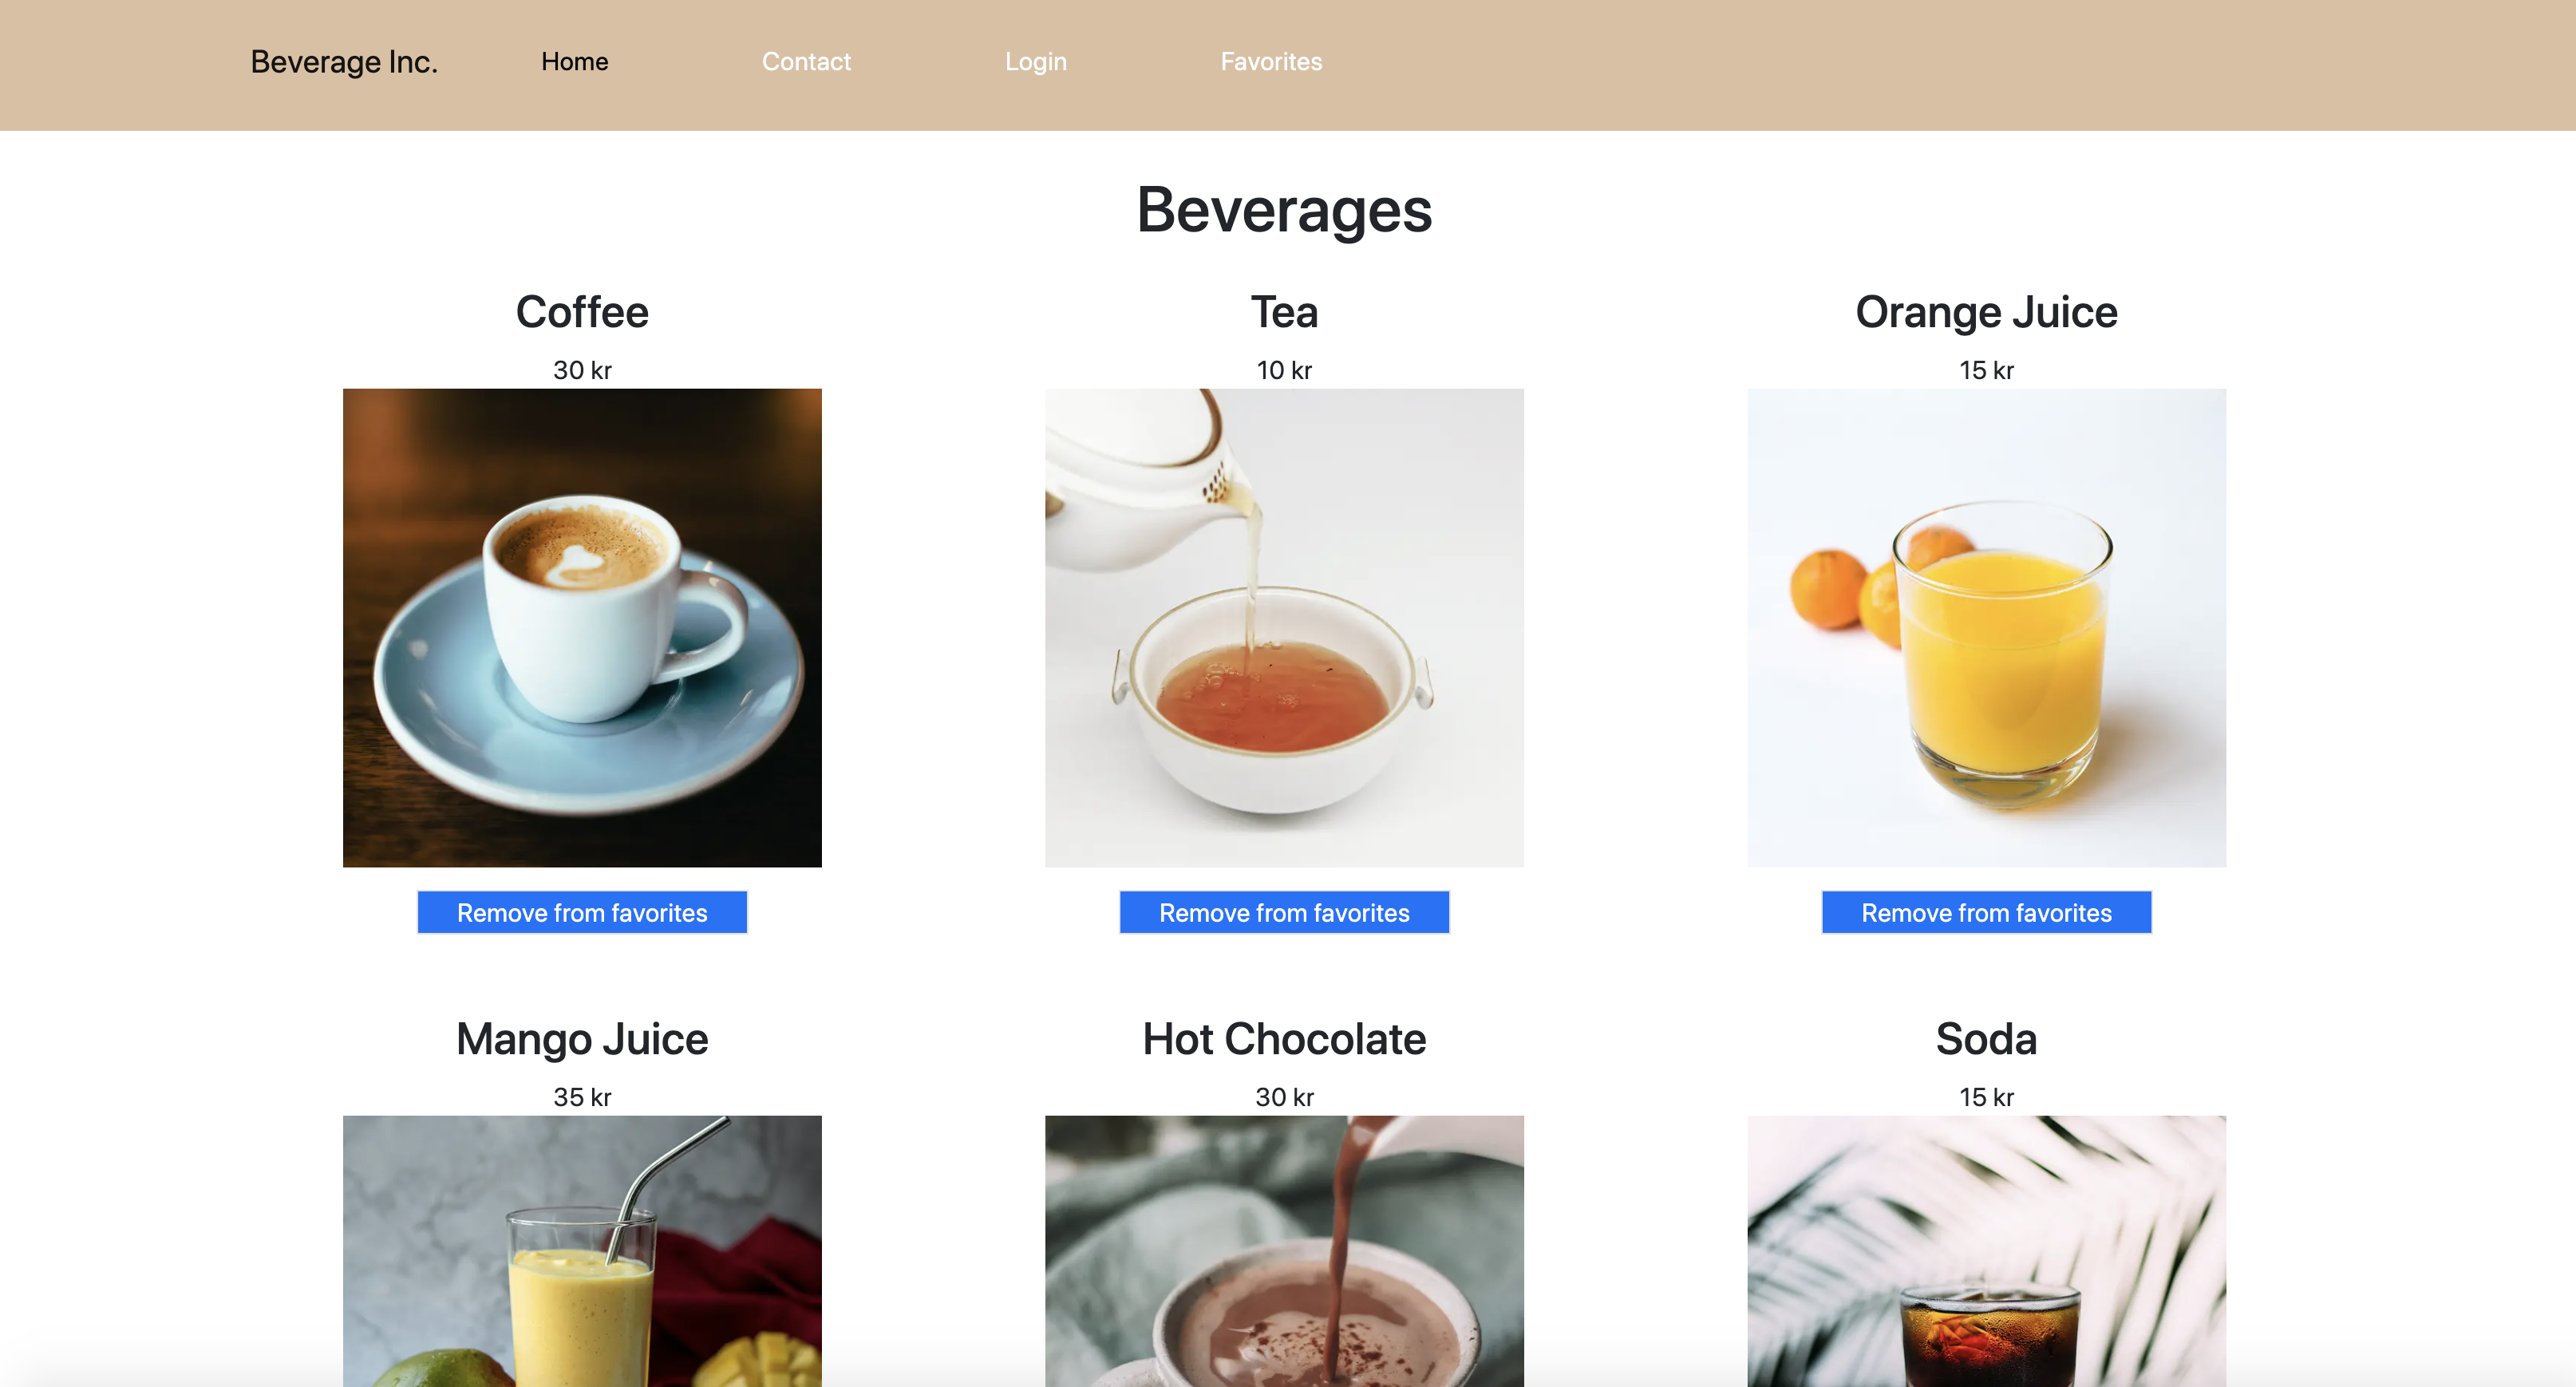 Beverage Inc. Home Contact Login Favorites
Beverages
Coffee Tea Orange Juice
30 kr 10 kr 15 kr
Remove from favorites Remove from favorites Remove from favorites
Mango Juice Hot Chocolate Soda
35 kr 30 kr 15 kr